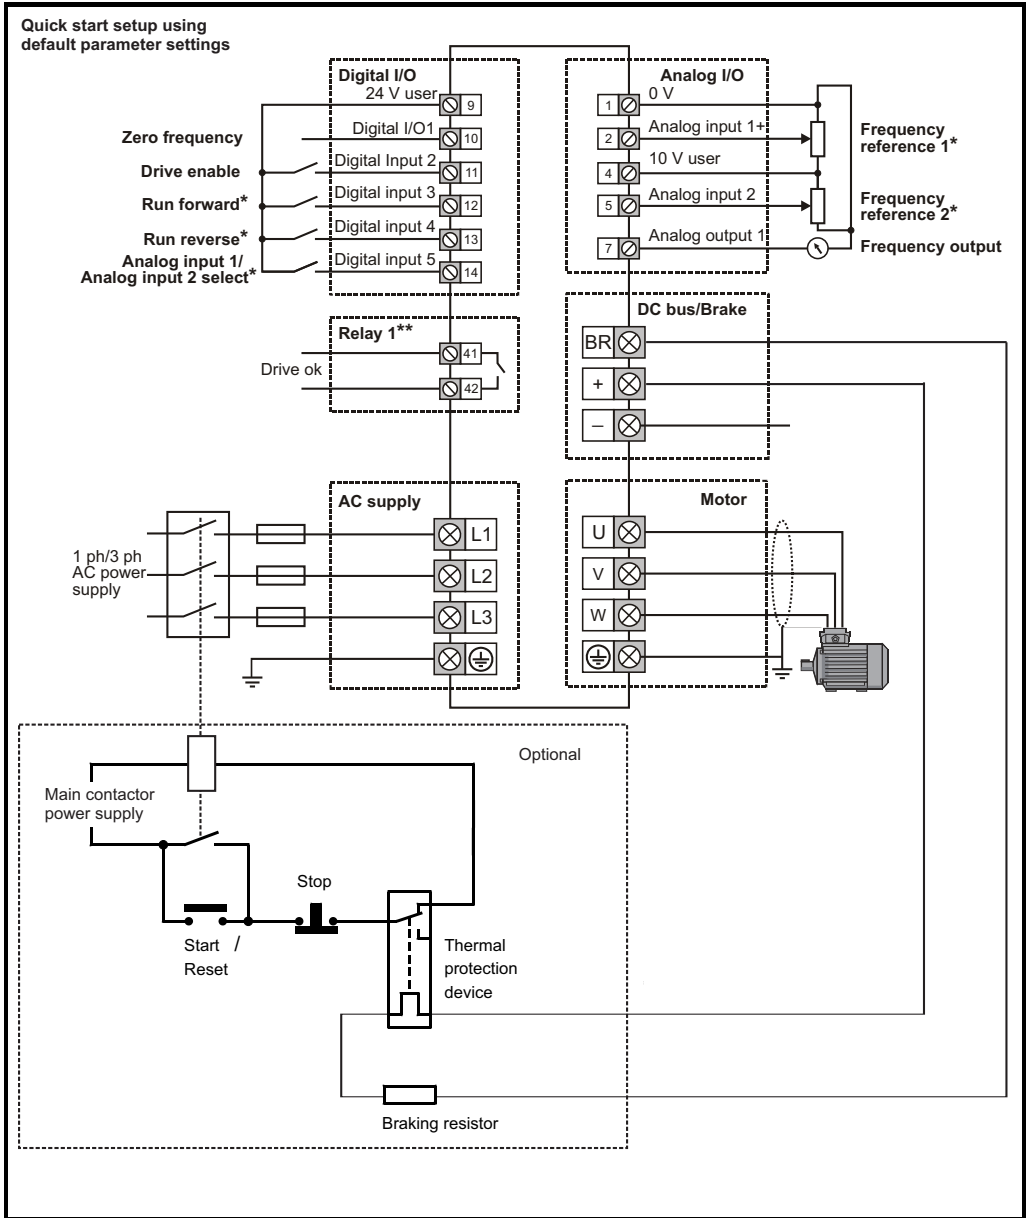 Quick start setup using
default parameter settings
Digital I/O
24 V user
9
Zero frequency
Digital I/O1
10
Drive enable
Digital Input 2
11
Run forward*
Digital input 3
12
Run reverse*
Digital input 4
13
Analog input 1/
Analog input 2 select*
Digital input 5
14
Analog I/O
1
0 V
2
Analog input 1+
Frequency
reference 1*
4
10 V user
5
Analog input 2
Frequency
reference 2*
7
Analog output 1
Frequency output
Relay 1**
41
Drive ok
42
DC bus/Brake
BR
+
–
AC supply
L1
1 ph/3 ph
AC power
supply
L2
L3
Motor
U
V
W
Optional
Main contactor
power supply
Start /
Reset
Stop
Thermal
protection
device
Braking resistor